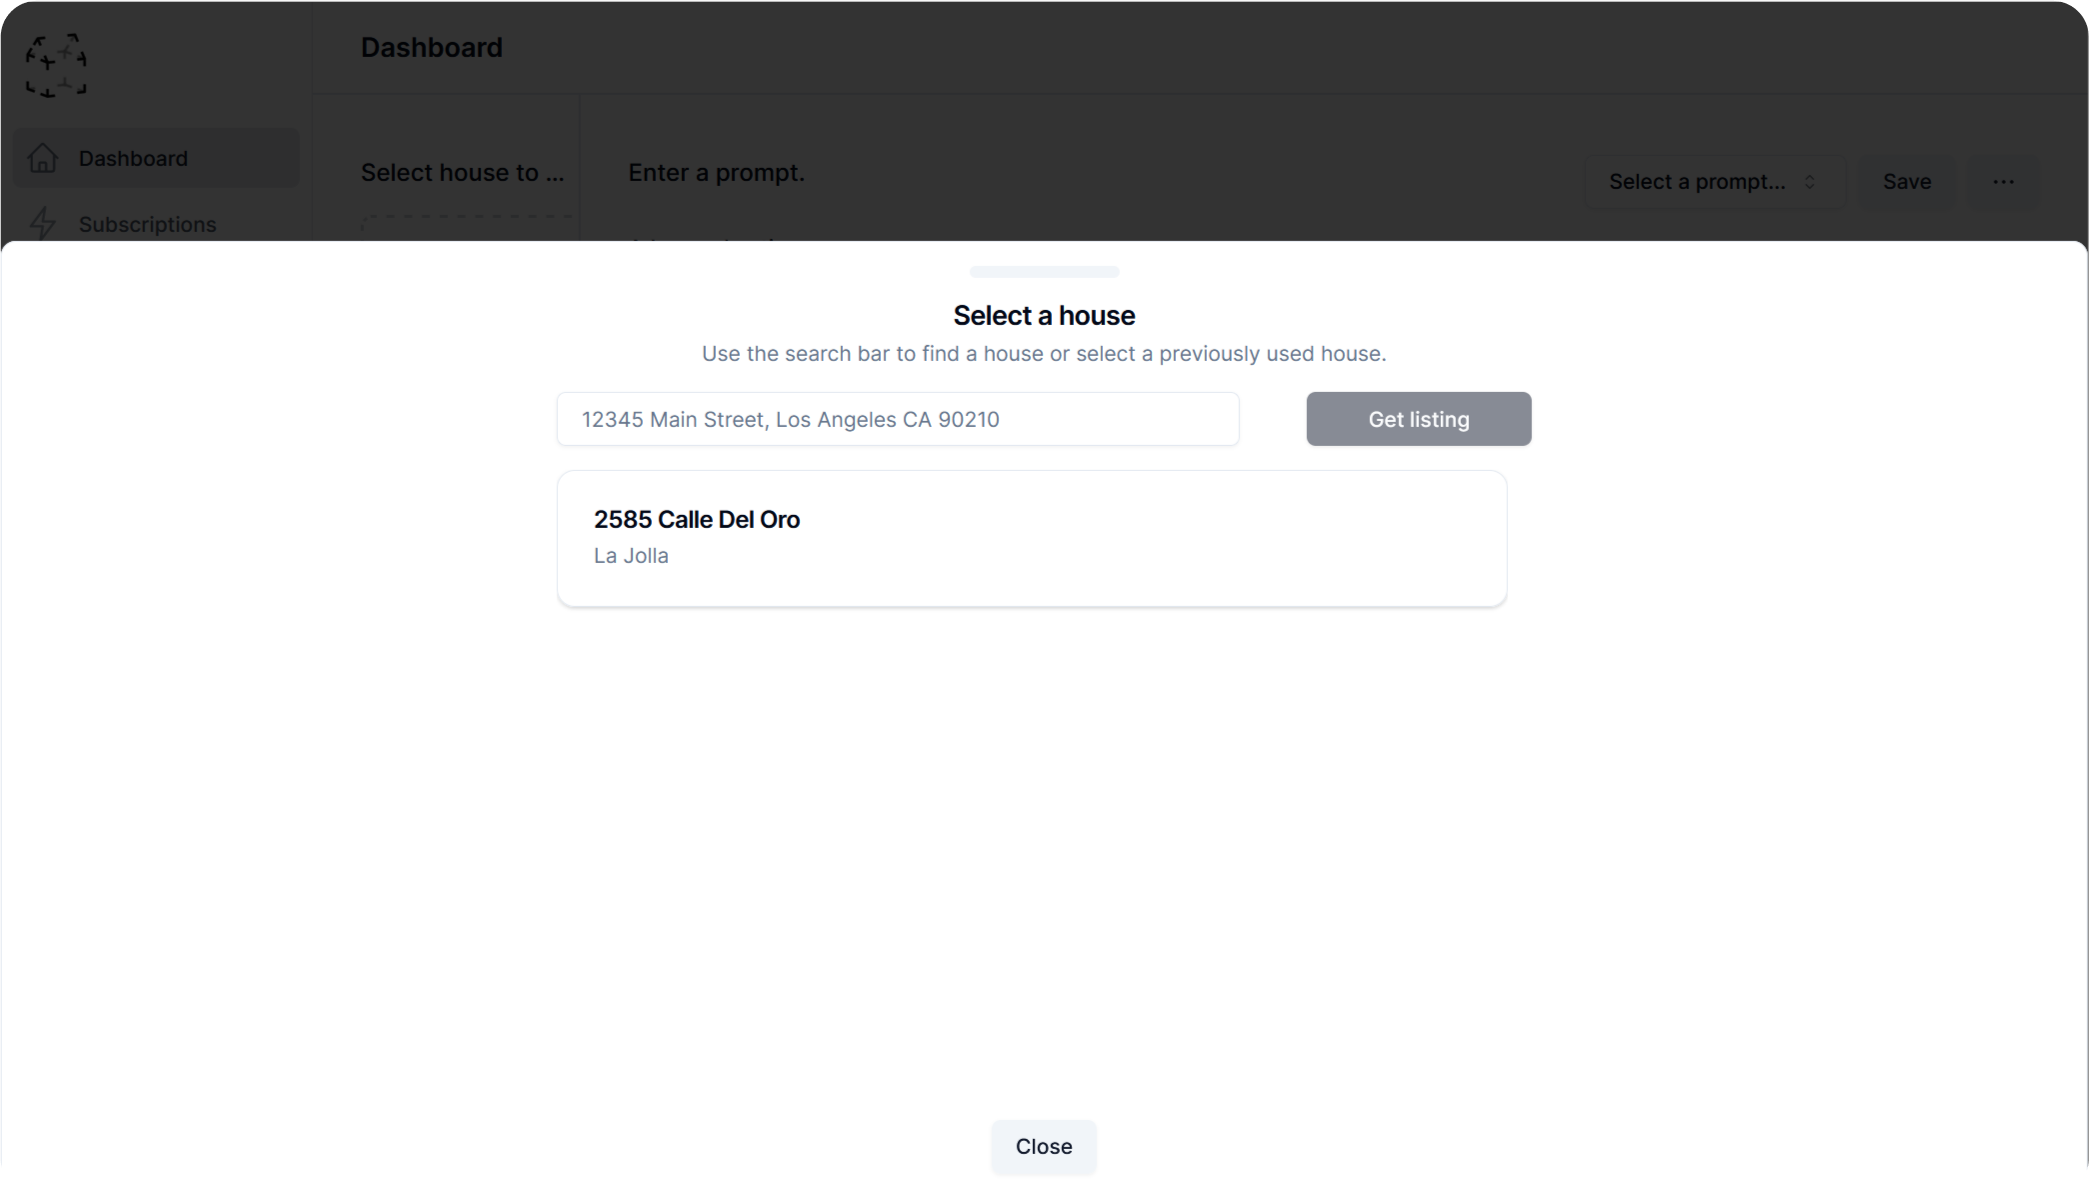 Dashboard
Dashboard
Subscriptions
Select house to ...
Enter a prompt.
Select a prompt...
Save
Select a house
Use the search bar to find a house or select a previously used house.
12345 Main Street, Los Angeles CA 90210
Get listing
2585 Calle Del Oro
La Jolla
Close